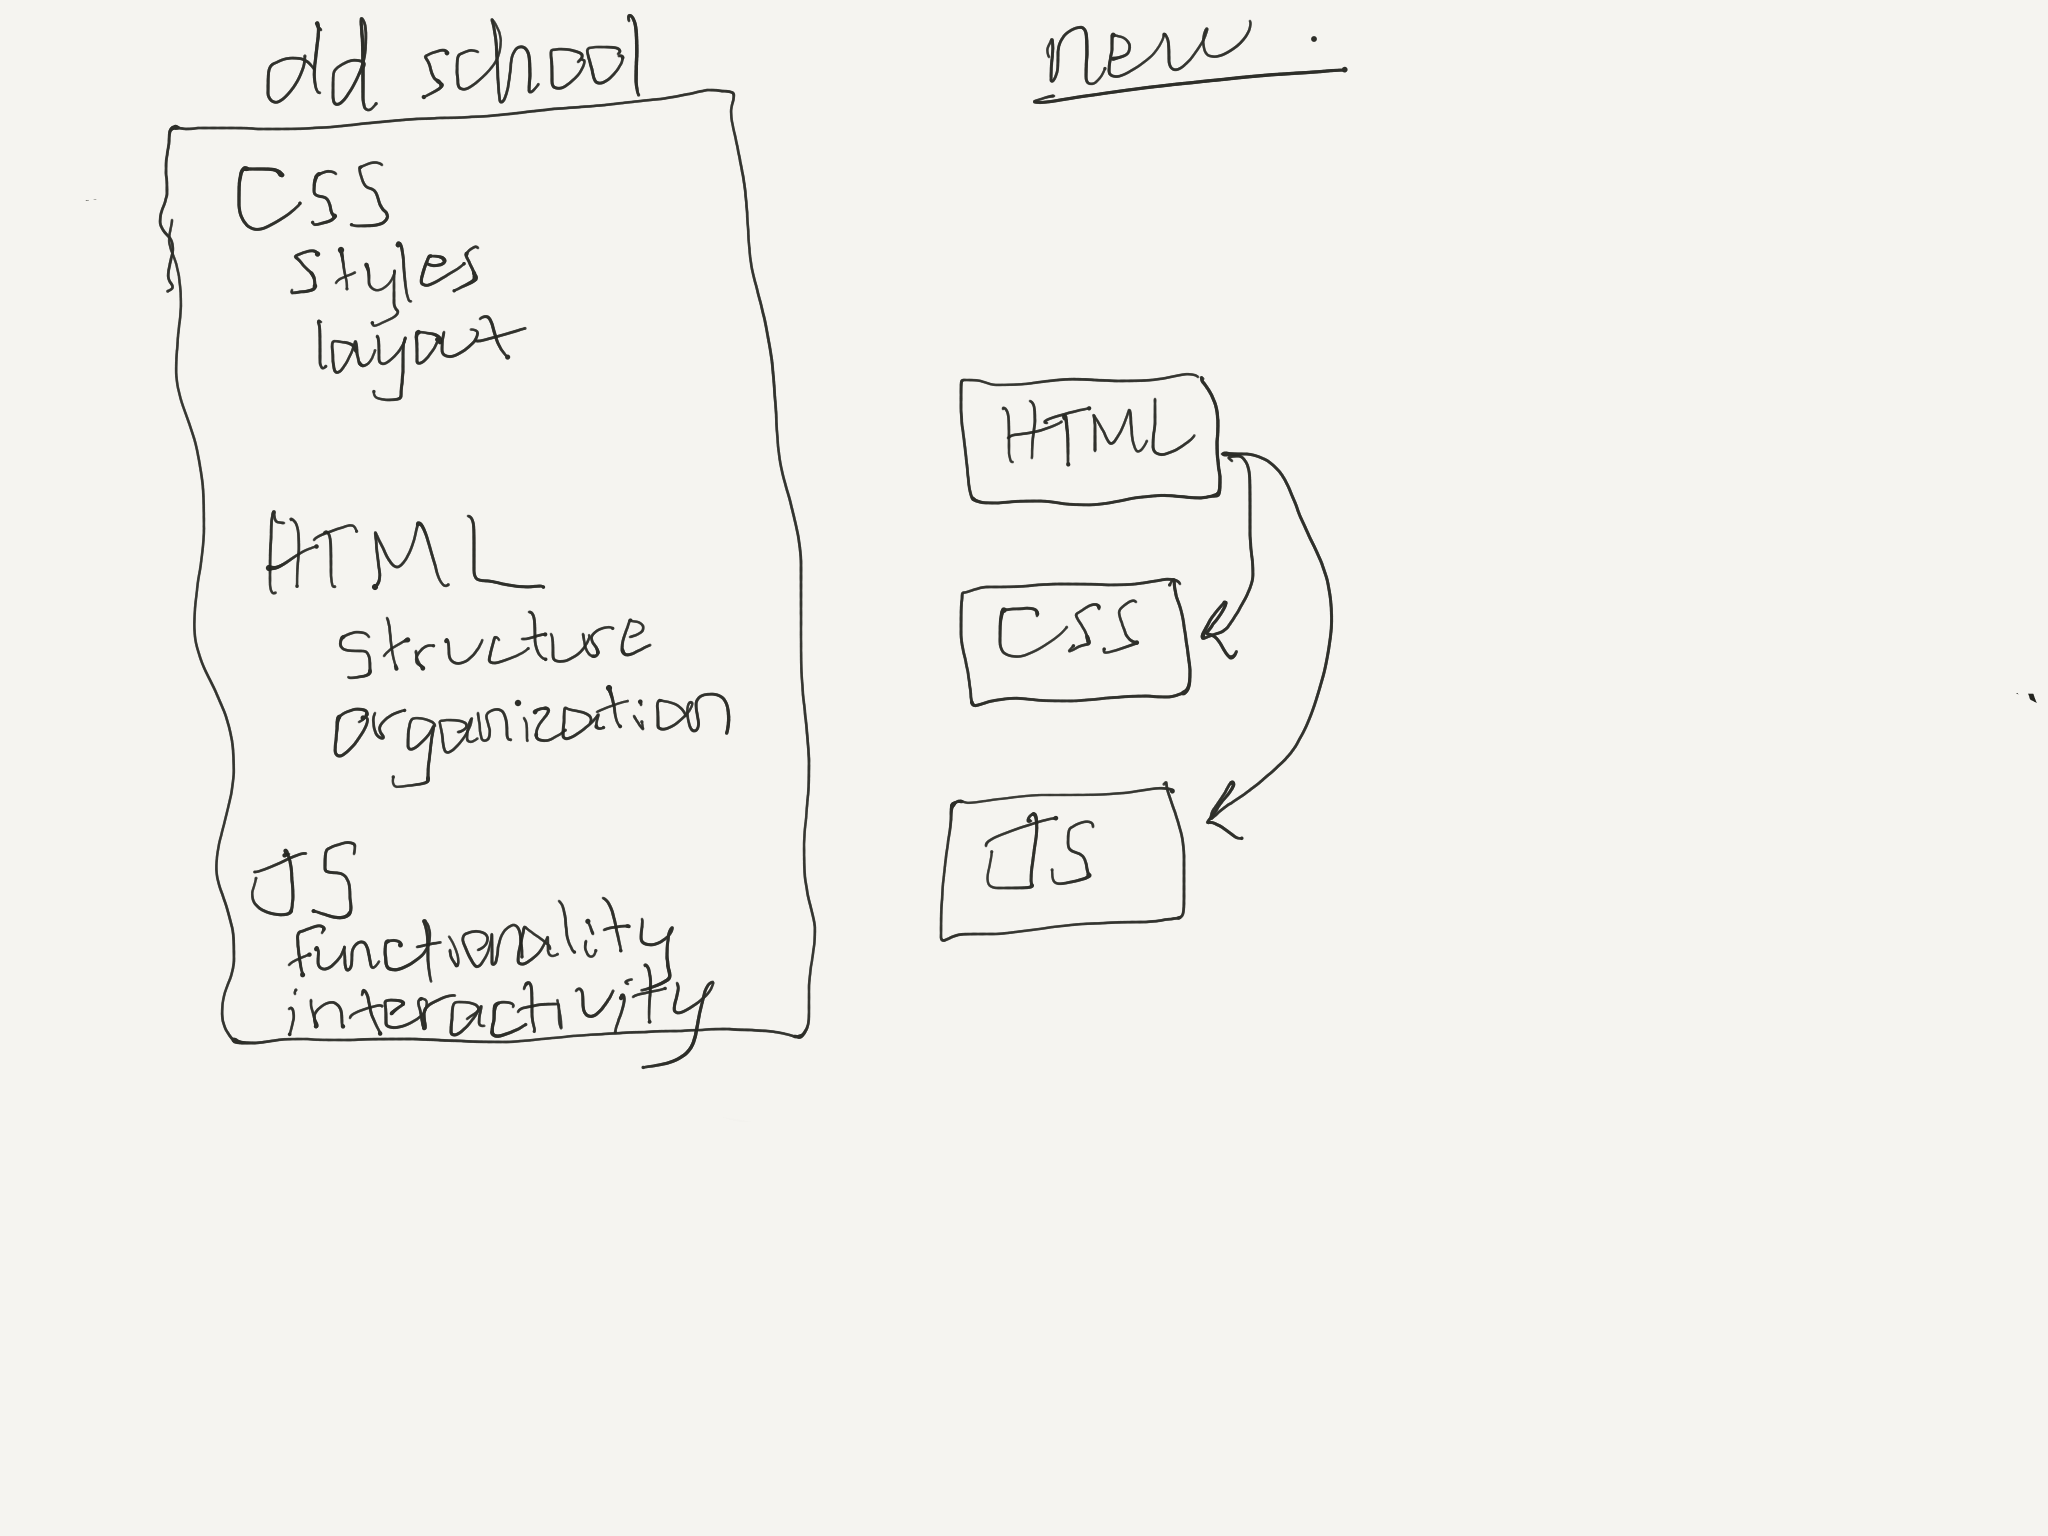 old school
CSS
styles
layout
HTML
structure
organization
JS
functionality
interactivity
new
HTML
CSS
JS